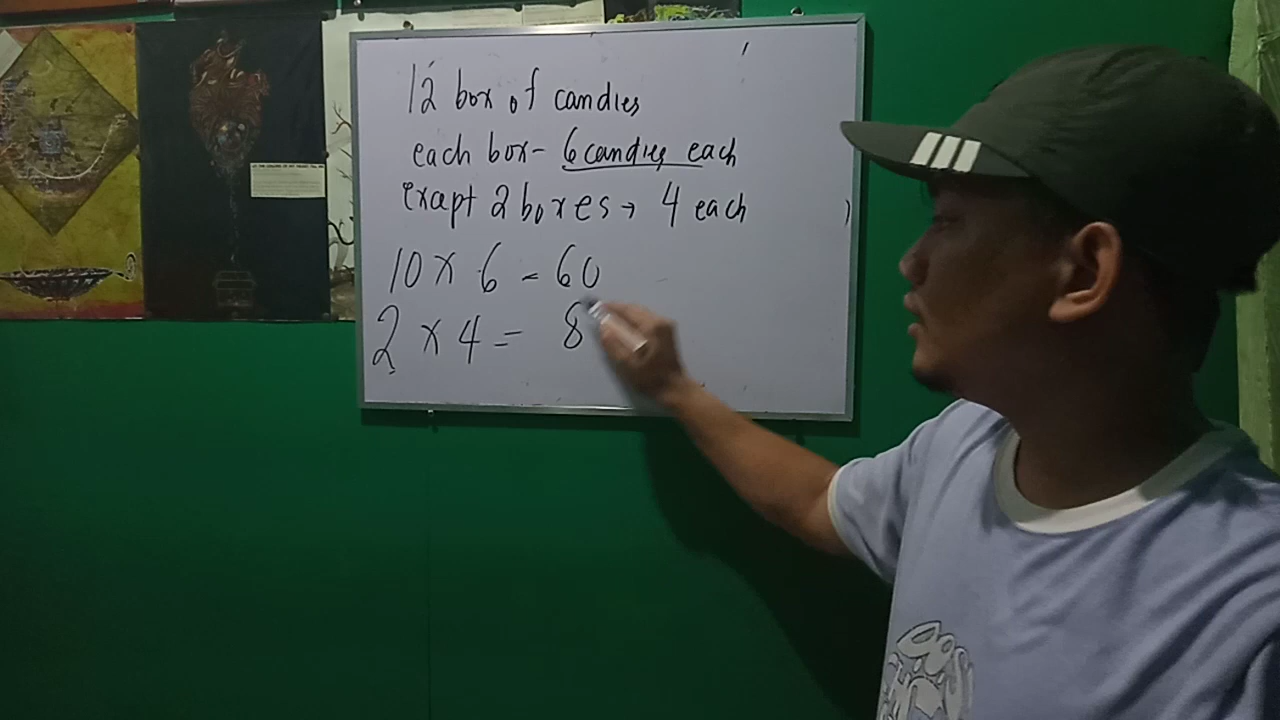 12 box of candies
each box - 6 candies each
exapt 2 boxes → 4 each
10 x 6 = 60
2 x 4 = 8